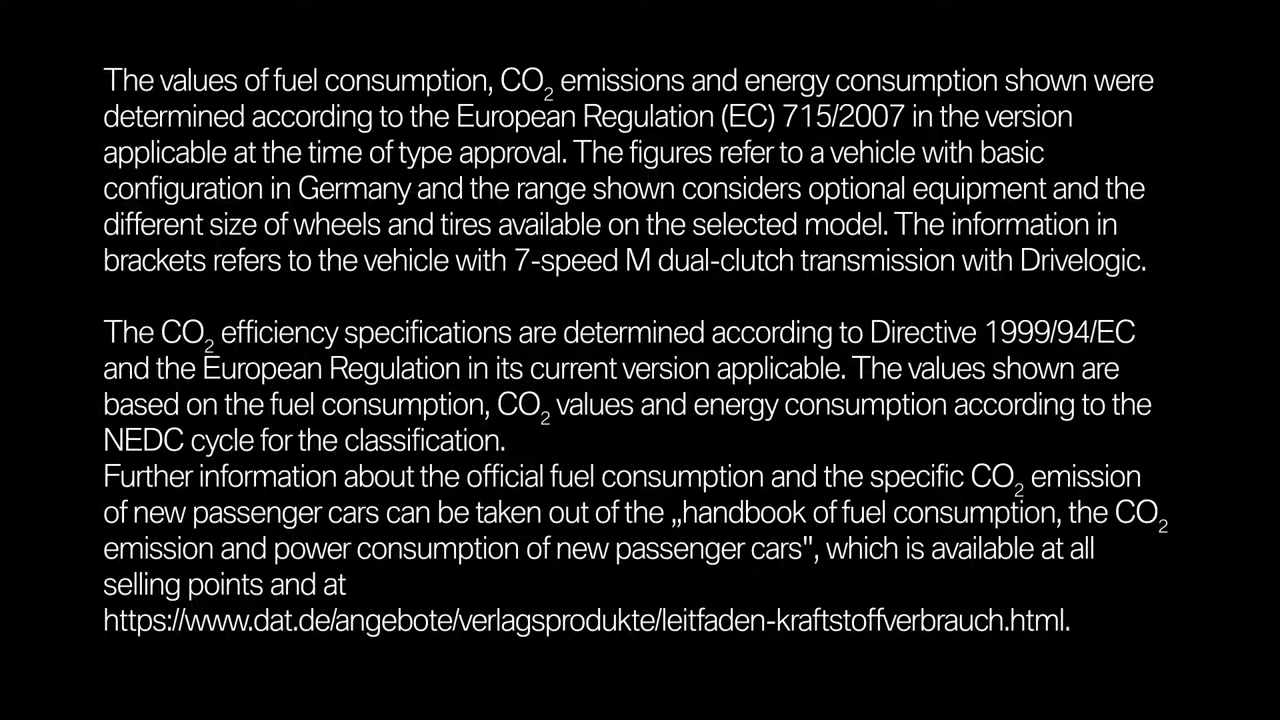 The values of fuel consumption, CO₂ emissions and energy consumption shown were
determined according to the European Regulation (EC) 715/2007 in the version
applicable at the time of type approval. The figures refer to a vehicle with basic
configuration in Germany and the range shown considers optional equipment and the
different size of wheels and tires available on the selected model. The information in
brackets refers to the vehicle with 7-speed M dual-clutch transmission with Drivelogic.
The CO₂ efficiency specifications are determined according to Directive 1999/94/EC
and the European Regulation in its current version applicable. The values shown are
based on the fuel consumption, CO₂ values and energy consumption according to the
NEDC cycle for the classification.
Further information about the official fuel consumption and the specific CO₂ emission
of new passenger cars can be taken out of the „handbook of fuel consumption, the CO₂
emission and power consumption of new passenger cars", which is available at all
selling points and at
https://www.dat.de/angebote/verlagsprodukte/leitfaden-kraftstoffverbrauch.html.